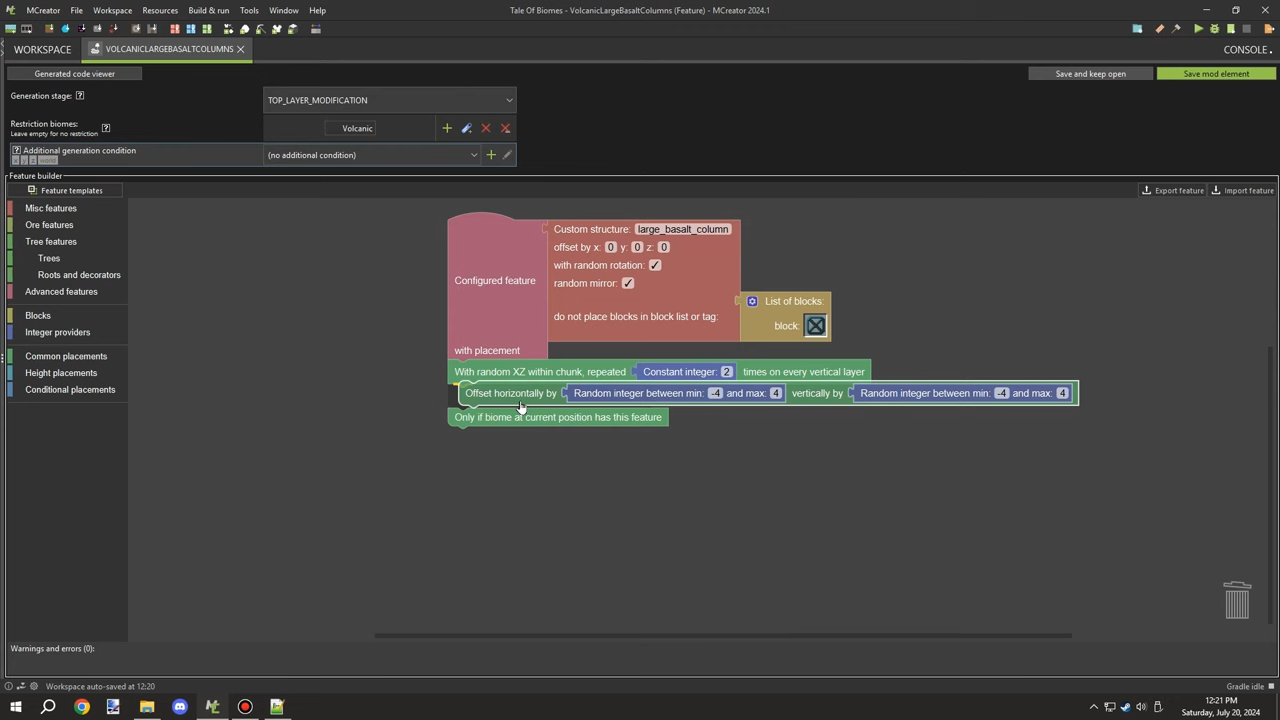 MCreator File Workspace Resources Build & run Tools Window Help Tale Of Biomes - VolcanicLargeBasaltColumns (Feature) - MCreator 2024.1
WORKSPACE VOLCANICLARGEBASALTCOLUMNS CONSOLE
Generated code viewer Save and keep open Save mod element
Generation stage: ? TOP_LAYER_MODIFICATION
Restriction biomes:
Leave empty for no restriction ? Volcanic
? Additional generation condition (no additional condition)
x y z world
Feature builder
Feature templates Export feature Import feature
Misc features
Ore features
Tree features
Trees
Roots and decorators
Advanced features
Blocks
Integer providers
Common placements
Height placements
Conditional placements
Custom structure: large_basalt_column
offset by x: 0 y: 0 z: 0
with random rotation: ✓
Configured feature random mirror: ✓
List of blocks:
do not place blocks in block list or tag: block:
with placement
With random XZ within chunk, repeated Constant integer: 2 times on every vertical layer
Offset horizontally by Random integer between min: -4 and max: 4 vertically by Random integer between min: -4 and max: 4
Only if biome at current position has this feature
Warnings and errors (0):
Workspace auto-saved at 12:20 Gradle idle
12:21 PM
Saturday, July 20, 2024